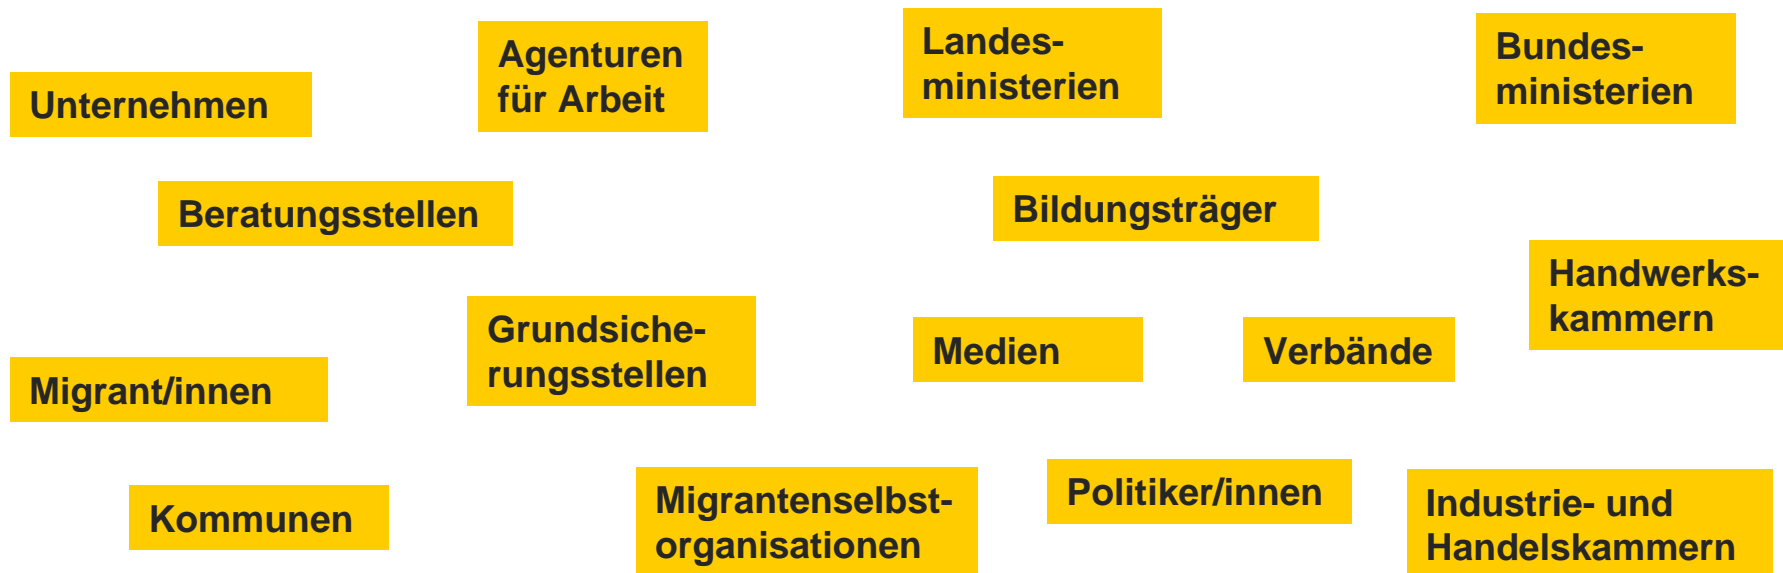 Unternehmen
Agenturen
für Arbeit
Landes-
ministerien
Bundes-
ministerien
Beratungsstellen
Bildungsträger
Handwerks-
kammern
Grundsiche-
rungsstellen
Medien
Verbände
Migrant/innen
Kommunen
Migrantenselbst-
organisationen
Politiker/innen
Industrie- und
Handelskammern